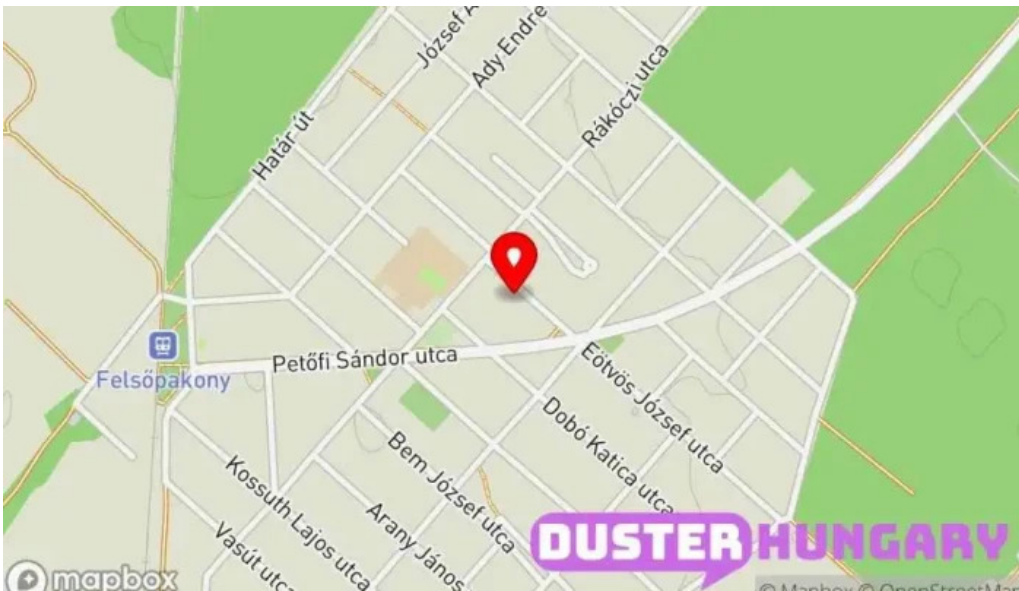 József A
Ady Endre
Rákóczi utca
Határ út
Petőfi Sándor utca
Felsőpakony
Eötvös József utca
Dobó Katica utca
Bem József utca
Kossuth Lajos utca
Arany János
Vasút utca
DUSTER HUNGARY
mapbox
© Mapbox © OpenStreetMap